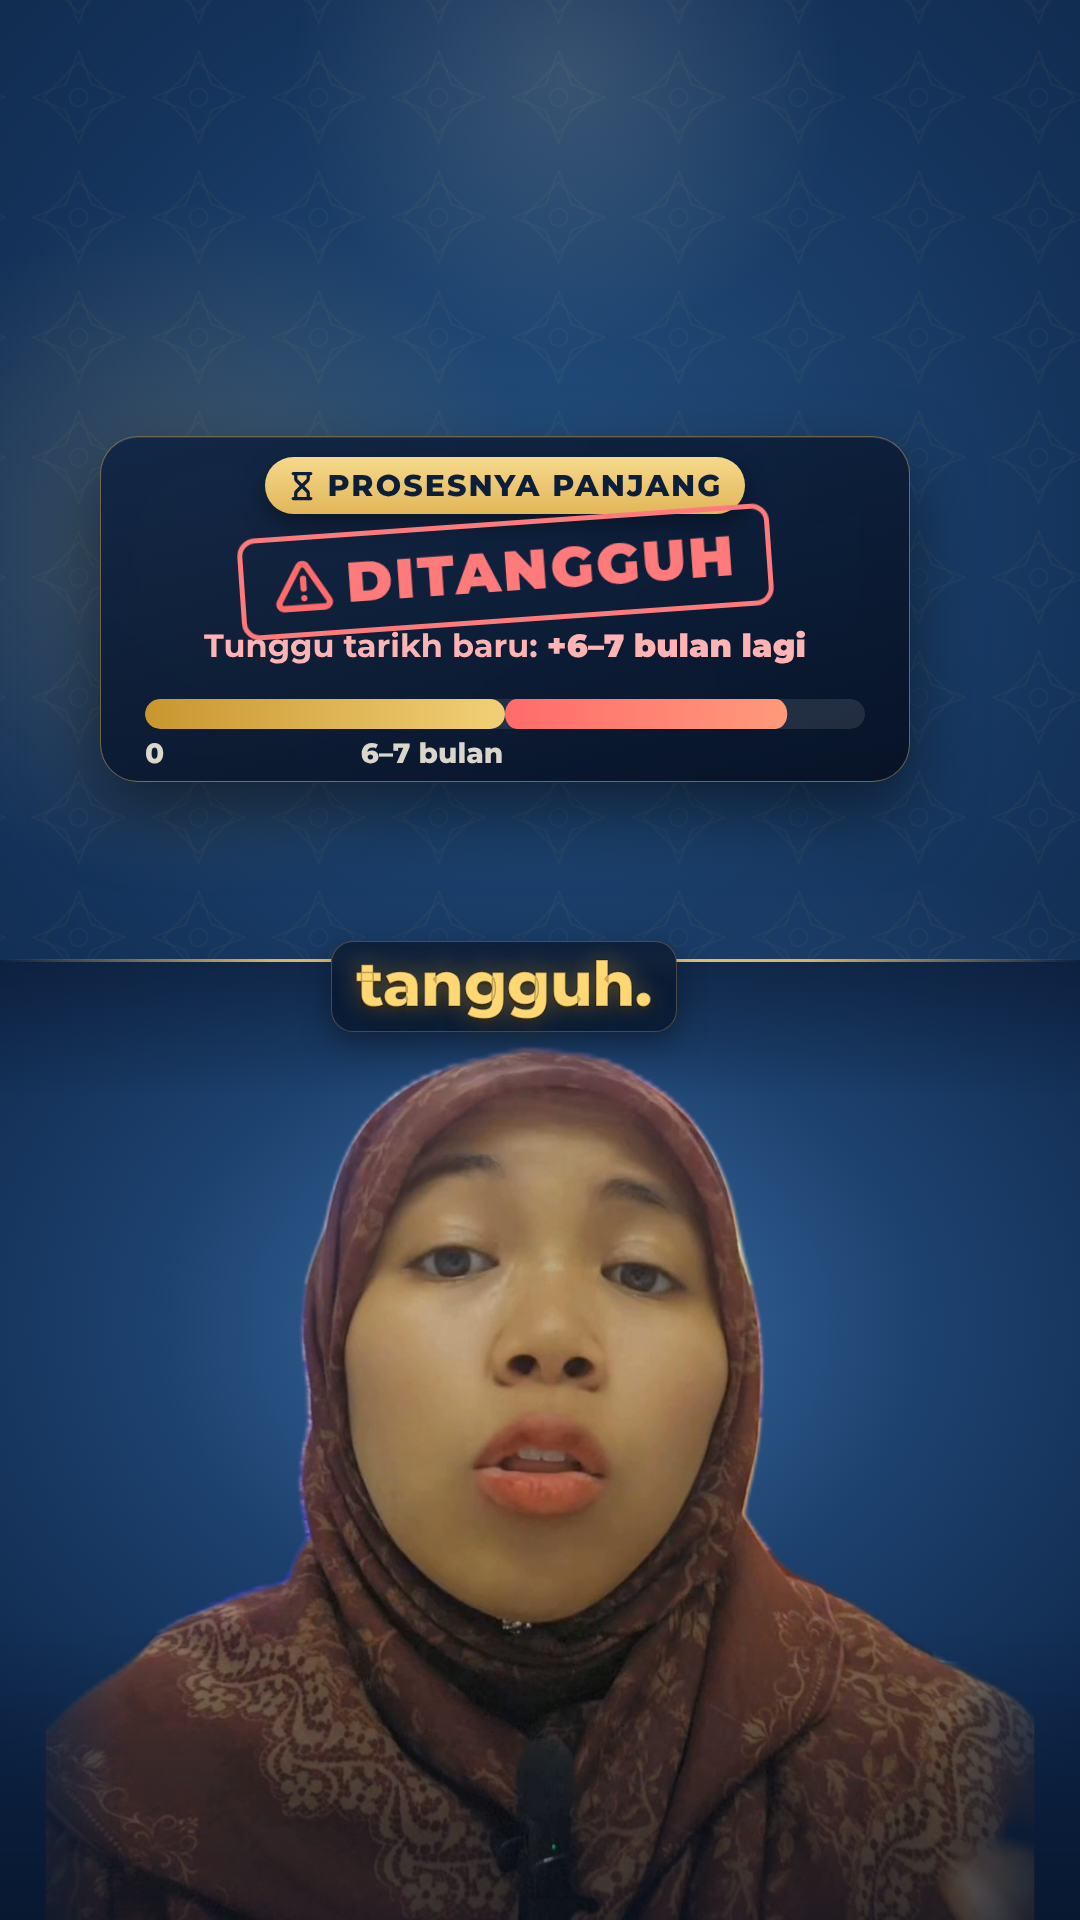 PROSESNYA PANJANG
DITANGGUH
Tunggu tarikh baru: +6–7 bulan lagi
0 6–7 bulan
tangguh.